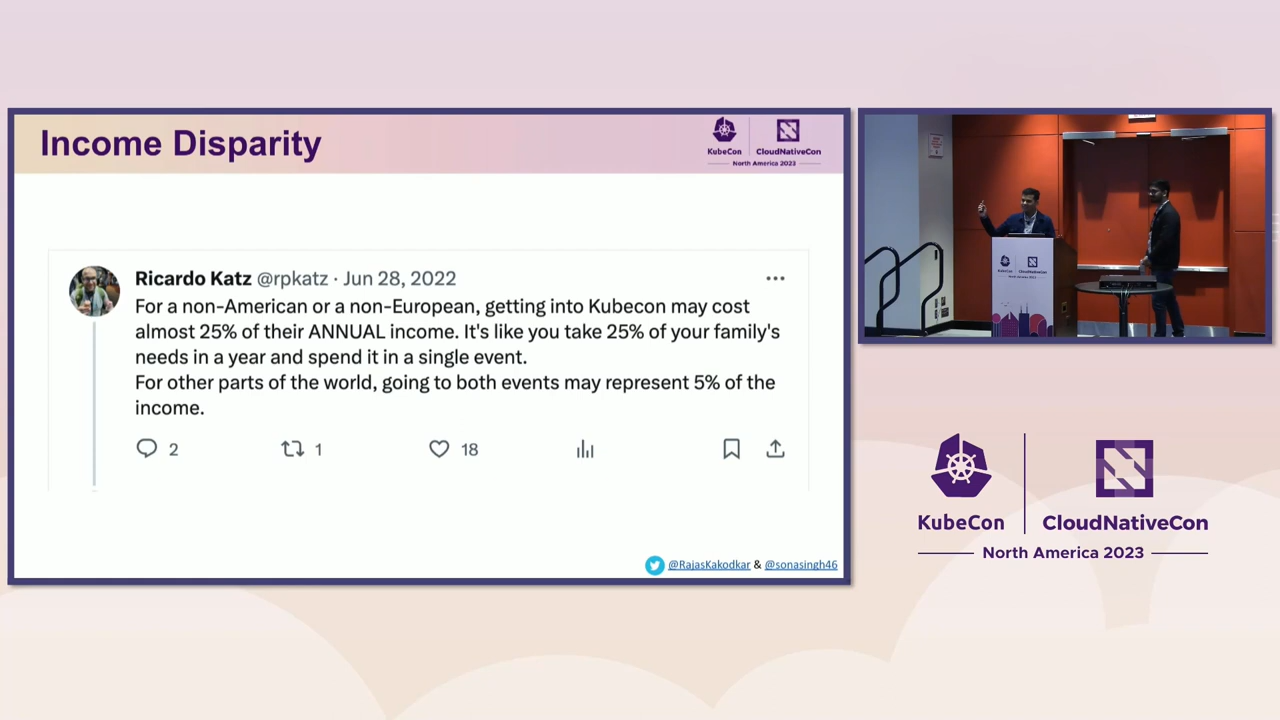 Income Disparity
KubeCon
CloudNativeCon
North America 2023
Ricardo Katz @rpkatz · Jun 28, 2022
For a non-American or a non-European, getting into Kubecon may cost
almost 25% of their ANNUAL income. It's like you take 25% of your family's
needs in a year and spend it in a single event.
For other parts of the world, going to both events may represent 5% of the
income.
2 1 18
@RajasKakodkar & @sonasingh46
KubeCon
CloudNativeCon
North America 2023